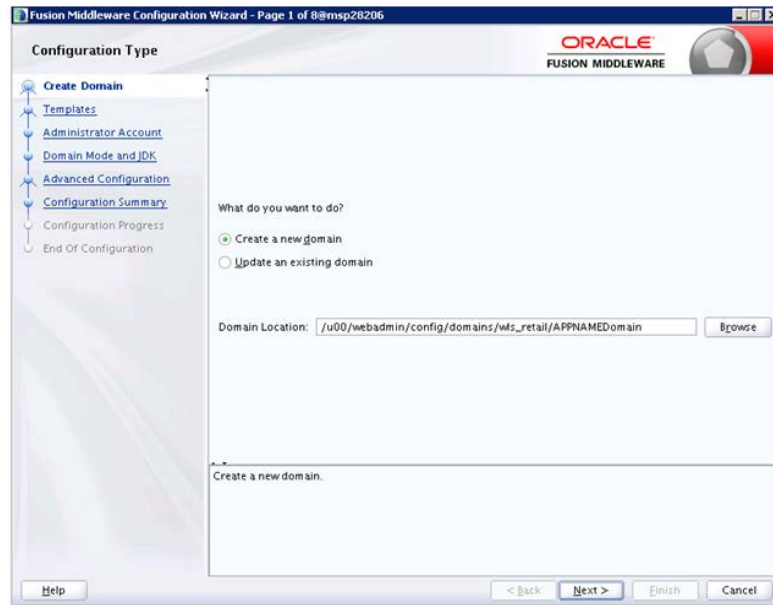 Fusion Middleware Configuration Wizard - Page 1 of 8@msp28206
Configuration Type
ORACLE
FUSION MIDDLEWARE
Create Domain
Templates
Administrator Account
Domain Mode and JDK
Advanced Configuration
Configuration Summary
Configuration Progress
End Of Configuration
What do you want to do?
Create a new domain
Update an existing domain
Domain Location: /u00/webadmin/config/domains/wls_retail/APPNAMEDomain Browse
Create a new domain.
Help < Back Next > Finish Cancel